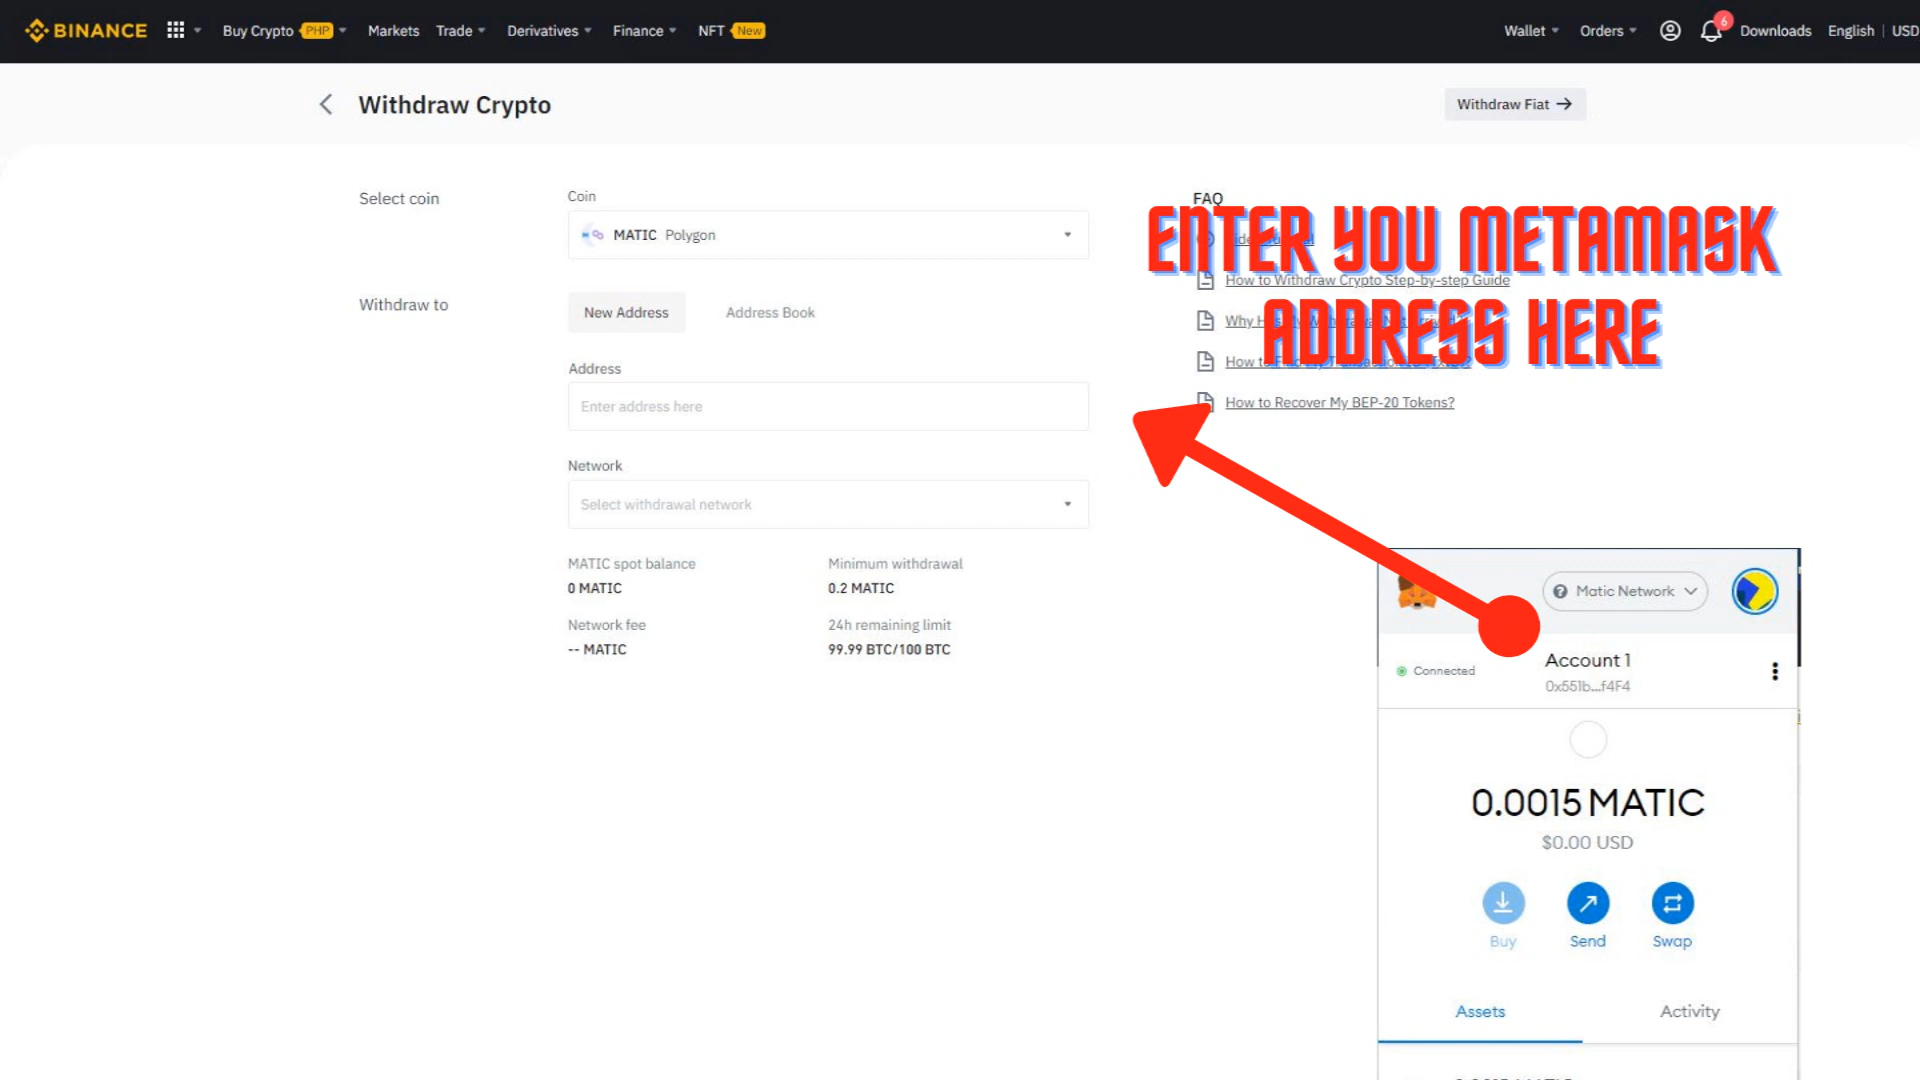 BINANCE Buy Crypto PHP Markets Trade Derivatives Finance NFT New Wallet Orders 6 Downloads English | USD
Withdraw Crypto
Withdraw Fiat →
Select coin
Coin
MATIC Polygon
Withdraw to
New Address Address Book
Address
Enter address here
Network
Select withdrawal network
MATIC spot balance Minimum withdrawal
0 MATIC 0.2 MATIC
Network fee 24h remaining limit
-- MATIC 99.99 BTC/100 BTC
FAQ
ENTER YOU METAMASK
ADDRESS HERE
How to Withdraw Crypto Step-by-step Guide
Why
How to
How to Recover My BEP-20 Tokens?
Matic Network
Connected
Account 1
0x551b...f4F4
0.0015 MATIC
$0.00 USD
Buy Send Swap
Assets Activity